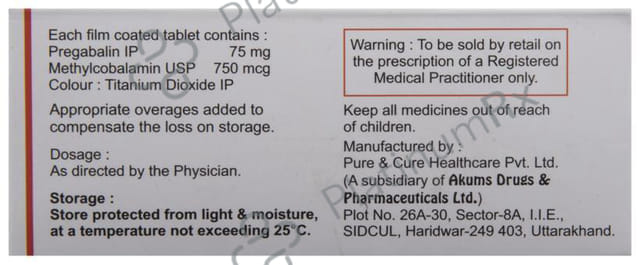 Each film coated tablet contains :
Pregabalin IP 75 mg
Methylcobalamin USP 750 mcg
Colour : Titanium Dioxide IP
Appropriate overages added to
compensate the loss on storage.
Dosage :
As directed by the Physician.
Storage :
Store protected from light & moisture,
at a temperature not exceeding 25°C.
Warning : To be sold by retail on
the prescription of a Registered
Medical Practitioner only.
Keep all medicines out of reach
of children.
Manufactured by :
Pure & Cure Healthcare Pvt. Ltd.
(A subsidiary of Akums Drugs &
Pharmaceuticals Ltd.)
Plot No. 26A-30, Sector-8A, I.I.E.,
SIDCUL, Haridwar-249 403, Uttarakhand.
PlatinumRx